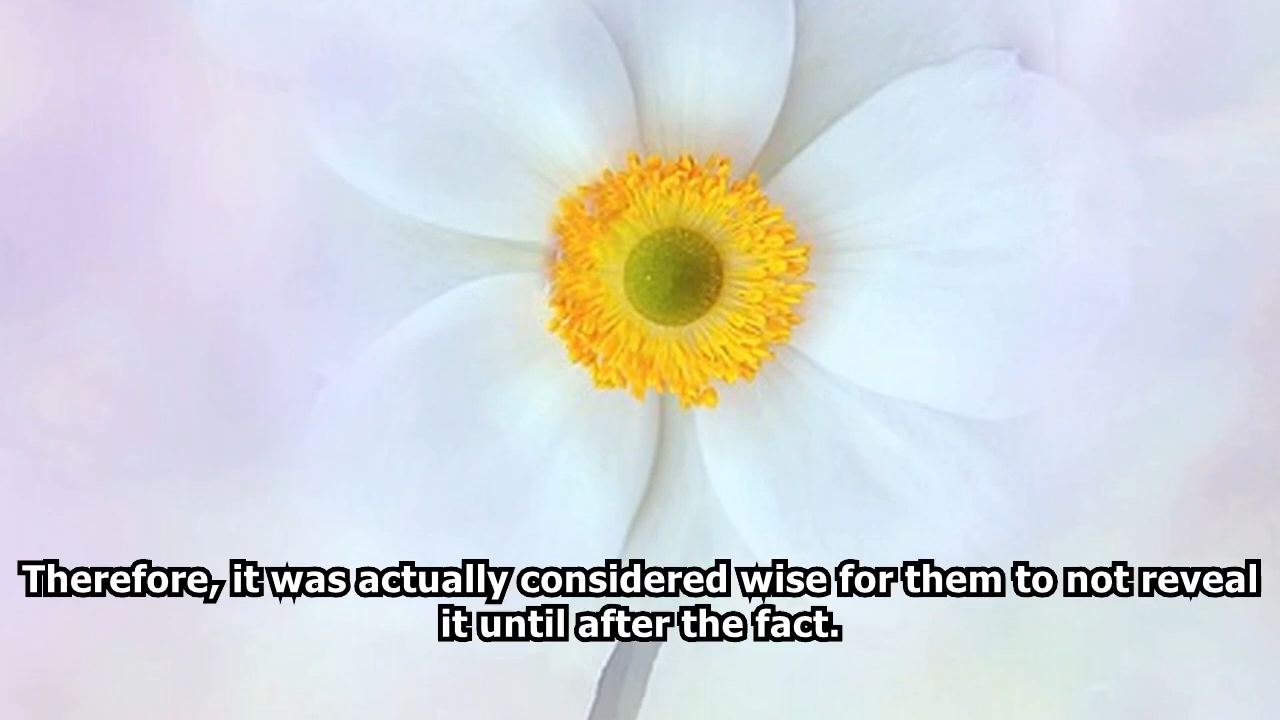 Therefore, it was actually considered wise for them to not reveal
it until after the fact.